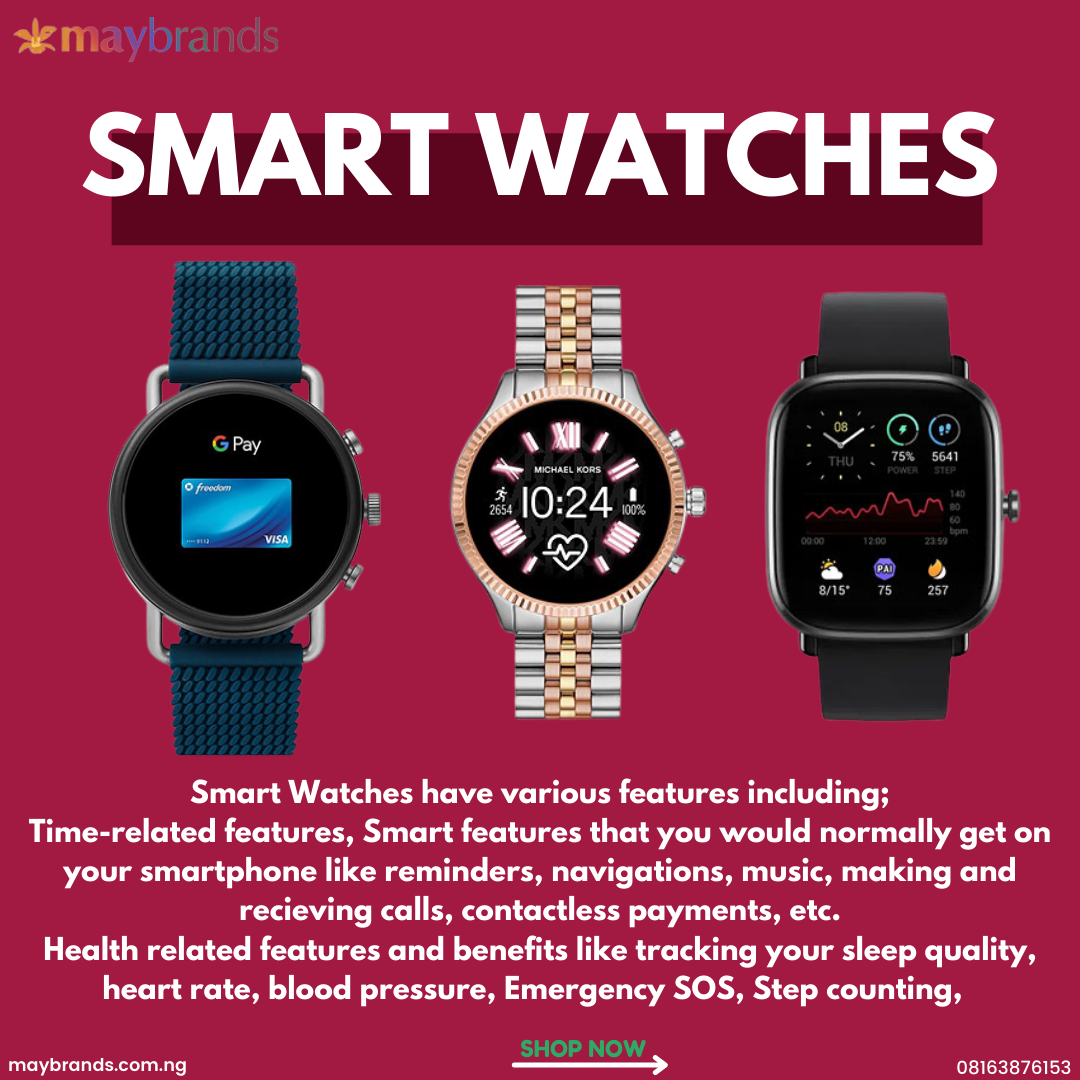 maybrands
SMART WATCHES
G Pay
freedom
•••• 9112
VISA
XII
MICHAEL KORS
10:24
2654
100%
08
THU
75%
POWER
5641
STEP
140
80
60
bpm
00:00 12:00 23:59
PAI
8/15° 75 257
Smart Watches have various features including;
Time-related features, Smart features that you would normally get on
your smartphone like reminders, navigations, music, making and
recieving calls, contactless payments, etc.
Health related features and benefits like tracking your sleep quality,
heart rate, blood pressure, Emergency SOS, Step counting,
SHOP NOW
maybrands.com.ng
08163876153